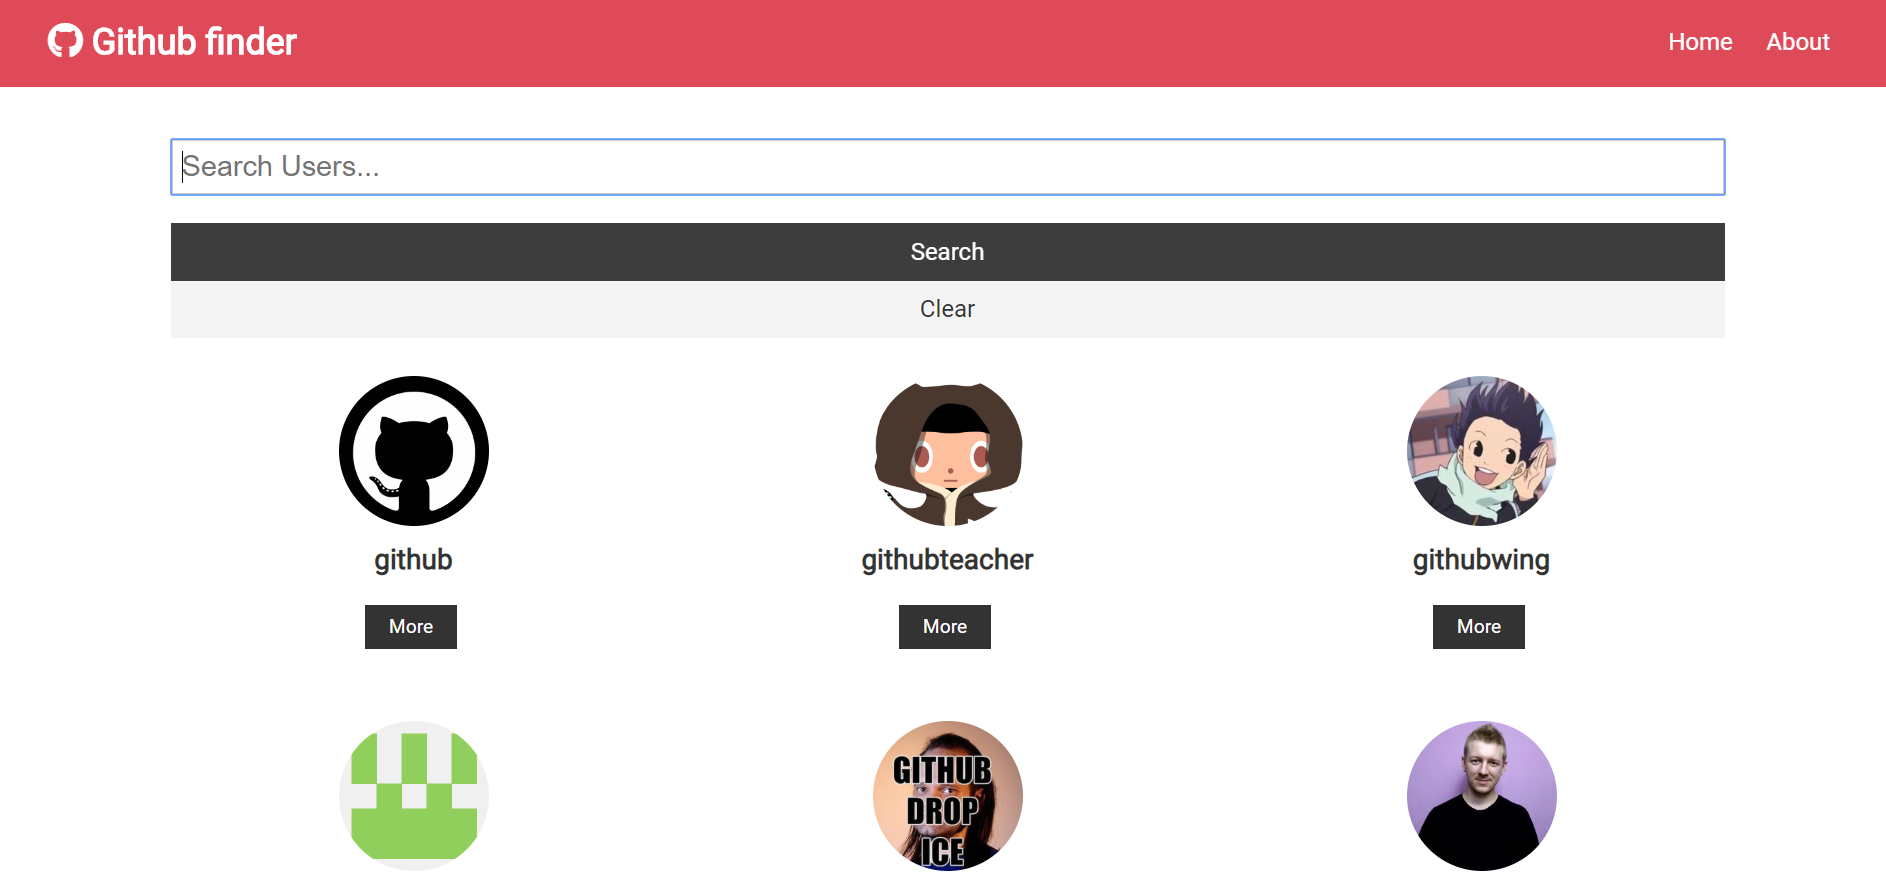 Github finder
Home
About
Search Users...
Search
Clear
github
githubteacher
githubwing
More
More
More
GITHUB
DROP
ICE